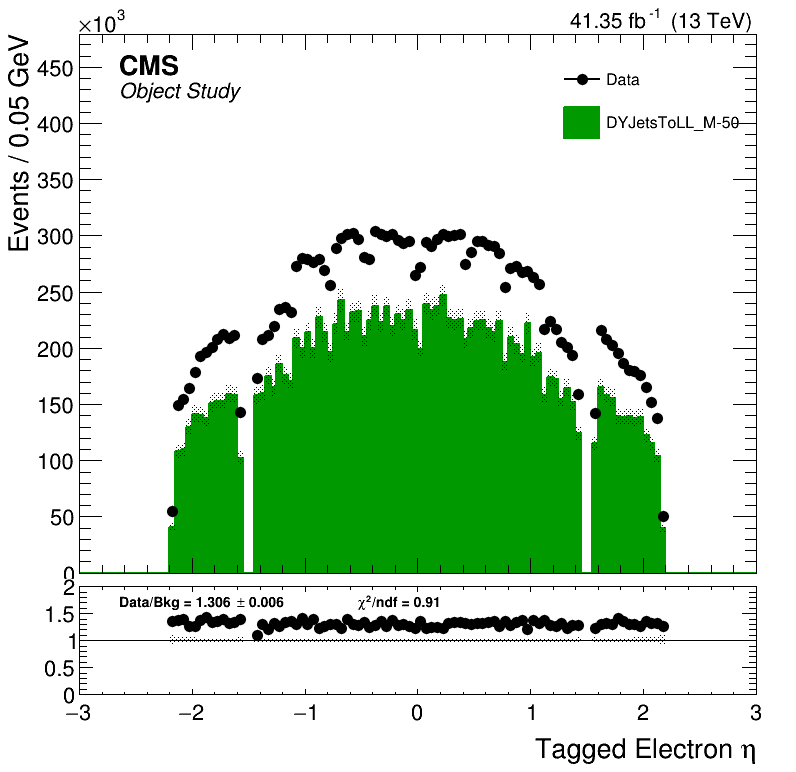 ×10³
41.35 fb⁻¹ (13 TeV)
Events / 0.05 GeV
CMS
Object Study
Data
DYJetsToLL_M-50
450
400
350
300
250
200
150
100
50
0
2
1.5
1
0.5
0
Data/Bkg = 1.306 ± 0.006
χ²/ndf = 0.91
−3 −2 −1 0 1 2 3
Tagged Electron η